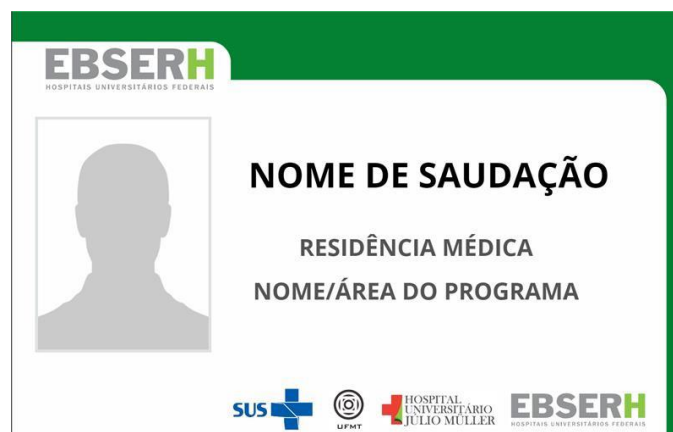 EBSERH
HOSPITAIS UNIVERSITÁRIOS FEDERAIS
NOME DE SAUDAÇÃO
RESIDÊNCIA MÉDICA
NOME/ÁREA DO PROGRAMA
SUS
UFMT
HOSPITAL
UNIVERSITÁRIO
JÚLIO MÜLLER
EBSERH
HOSPITAIS UNIVERSITÁRIOS FEDERAIS